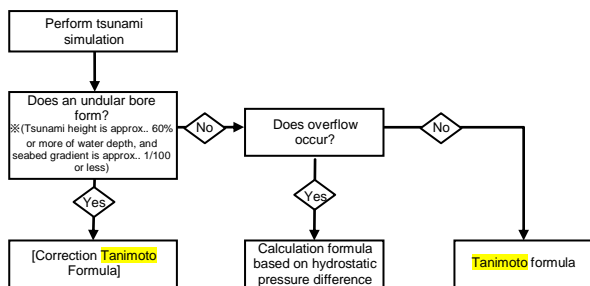 Perform tsunami
simulation
Does an undular bore
form?
※(Tsunami height is approx.. 60%
or more of water depth, and
seabed gradient is approx.. 1/100
or less)
No
Does overflow
occur?
No
Yes
Yes
[Correction Tanimoto
Formula]
Calculation formula
based on hydrostatic
pressure difference
Tanimoto formula